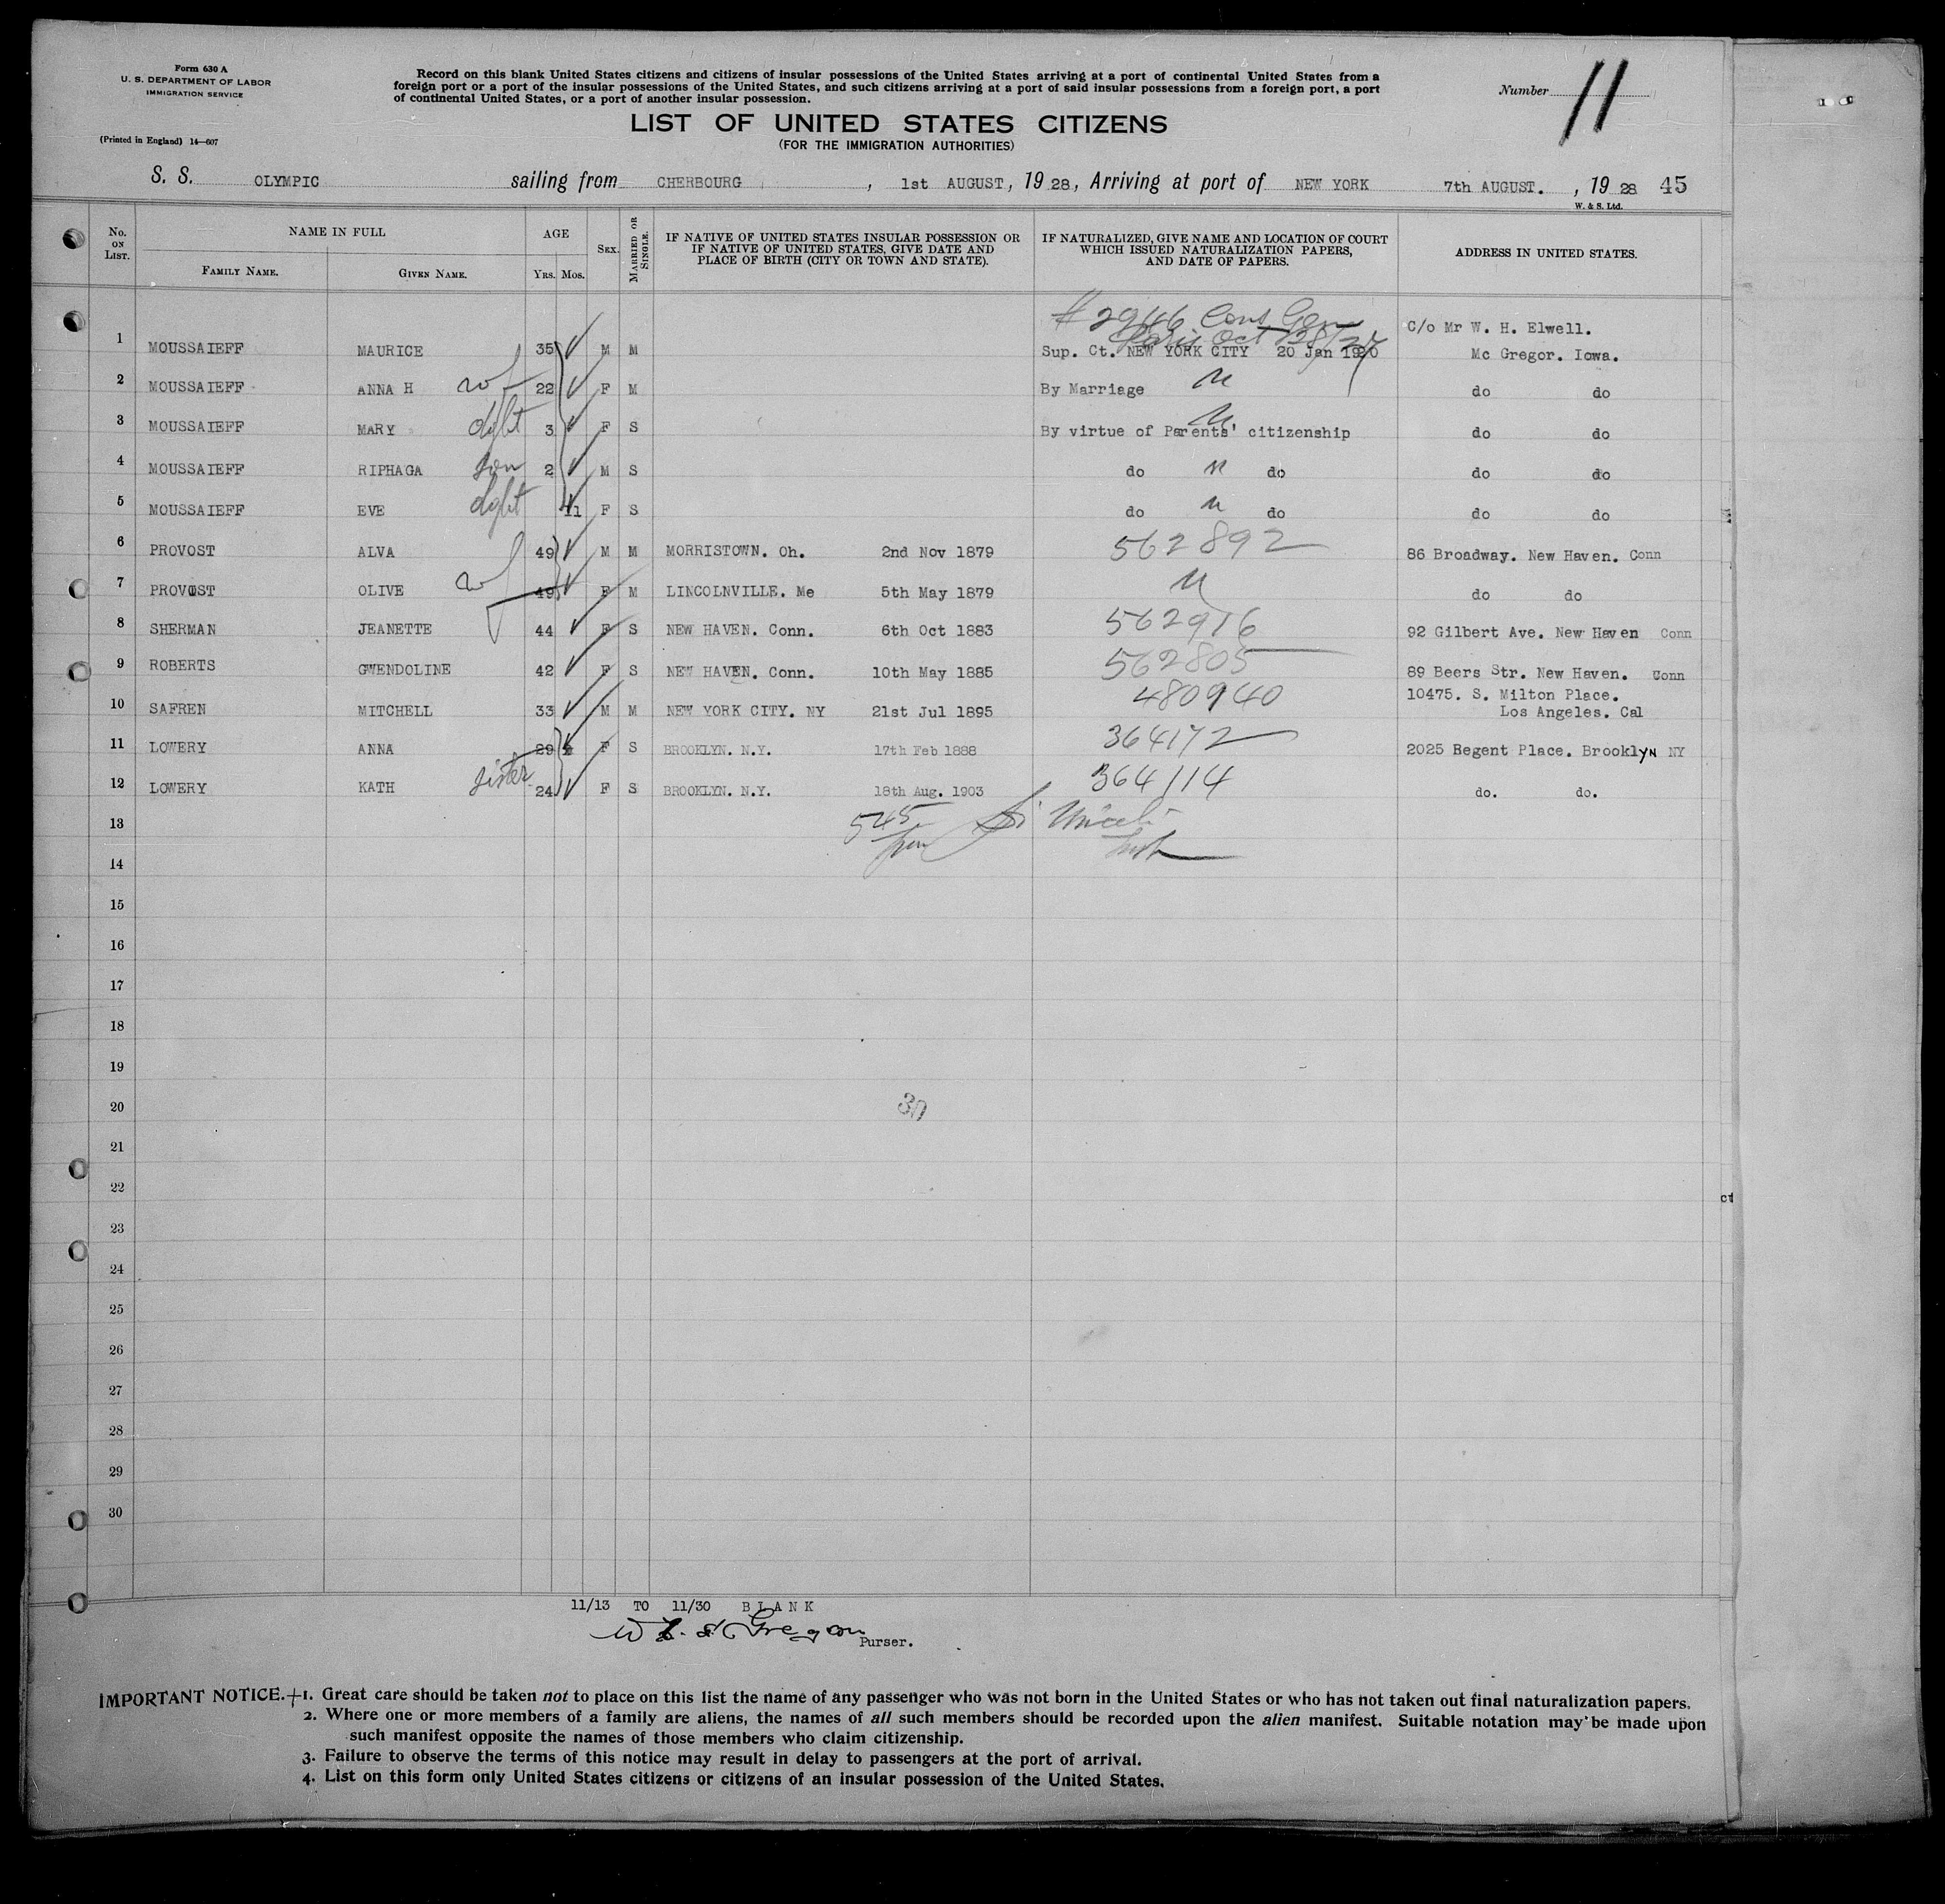 Form 630 A
U. S. DEPARTMENT OF LABOR
IMMIGRATION SERVICE
(Printed in England) 14—607
Record on this blank United States citizens and citizens of insular possessions of the United States arriving at a port of continental United States from a
foreign port or a port of the insular possessions of the United States, and such citizens arriving at a port of said insular possessions from a foreign port, a port
of continental United States, or a port of another insular possession.
Number 11
LIST OF UNITED STATES CITIZENS
(FOR THE IMMIGRATION AUTHORITIES)
S. S. OLYMPIC sailing from CHERBOURG, 1st AUGUST, 1928, Arriving at port of NEW YORK 7th AUGUST., 1928 45
W. & S. Ltd.
No. ON LIST. NAME IN FULL FAMILY NAME. GIVEN NAME. AGE YRS. MOS. SEX. MARRIED OR SINGLE. IF NATIVE OF UNITED STATES INSULAR POSSESSION OR IF NATIVE OF UNITED STATES, GIVE DATE AND PLACE OF BIRTH (CITY OR TOWN AND STATE). IF NATURALIZED, GIVE NAME AND LOCATION OF COURT WHICH ISSUED NATURALIZATION PAPERS, AND DATE OF PAPERS. ADDRESS IN UNITED STATES.
#2946 Cons Gen C/o Mr W. H. Elwell.
Paris Oct 28/27
1 MOUSSAIEFF MAURICE 35 M M Sup. Ct. NEW YORK CITY 20 Jan 1920 Mc Gregor. Iowa.
2 MOUSSAIEFF ANNA H wf 22 F M By Marriage do do
3 MOUSSAIEFF MARY dght 3 F S By virtue of Parents' citizenship do do
4 MOUSSAIEFF RIPHAGA son 2 M S do do do do
5 MOUSSAIEFF EVE dght 11 F S do do do do
6 PROVOST ALVA 49 M M MORRISTOWN. Oh. 2nd Nov 1879 562892 86 Broadway. New Haven. Conn
7 PROVOST OLIVE wf 49 F M LINCOLNVILLE. Me 5th May 1879 do do
8 SHERMAN JEANETTE 44 F S NEW HAVEN. Conn. 6th Oct 1883 562916 92 Gilbert Ave. New Haven Conn
9 ROBERTS GWENDOLINE 42 F S NEW HAVEN. Conn. 10th May 1885 562805 89 Beers Str. New Haven. Conn
10 SAFREN MITCHELL 33 M M NEW YORK CITY. NY 21st Jul 1895 480940 10475. S. Milton Place.
Los Angeles. Cal
11 LOWERY ANNA 29 F S BROOKLYN. N.Y. 17th Feb 1888 364172 2025 Regent Place. Brooklyn NY
12 LOWERY KATH sister 24 F S BROOKLYN. N.Y. 18th Aug. 1903 364114 do. do.
13 545
14
15
16
17
18
19
20 30
21
22
ct
23
24
25
26
27
28
29
30
11/13 TO 11/30 BLANK
Purser.
IMPORTANT NOTICE.—1. Great care should be taken not to place on this list the name of any passenger who was not born in the United States or who has not taken out final naturalization papers.
2. Where one or more members of a family are aliens, the names of all such members should be recorded upon the alien manifest. Suitable notation may be made upon
such manifest opposite the names of those members who claim citizenship.
3. Failure to observe the terms of this notice may result in delay to passengers at the port of arrival.
4. List on this form only United States citizens or citizens of an insular possession of the United States.